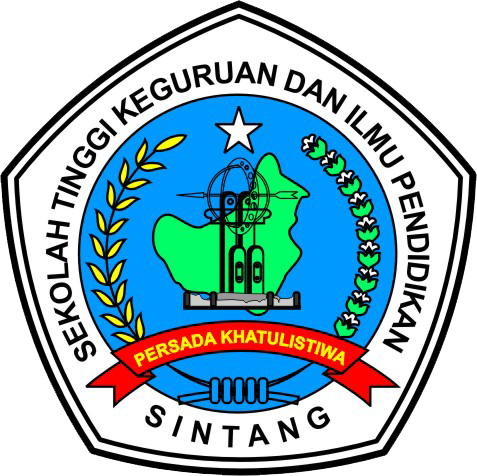 SEKOLAH TINGGI KEGURUAN DAN ILMU PENDIDIKAN
PERSADA KHATULISTIWA
SINTANG